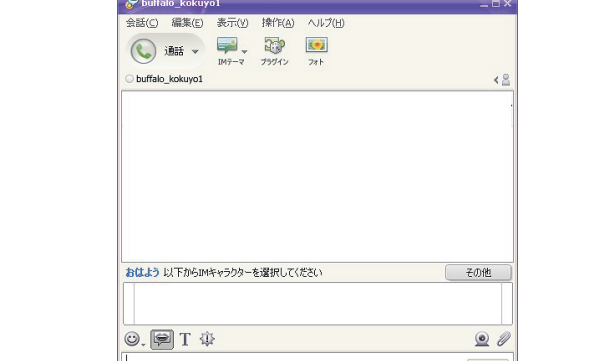 buffalo_kokuyo1
会話(C) 編集(E) 表示(V) 操作(A) ヘルプ(H)
通話
IMテーマ プラグイン フォト
buffalo_kokuyo1
おはよう 以下からIMキャラクターを選択してください その他
T